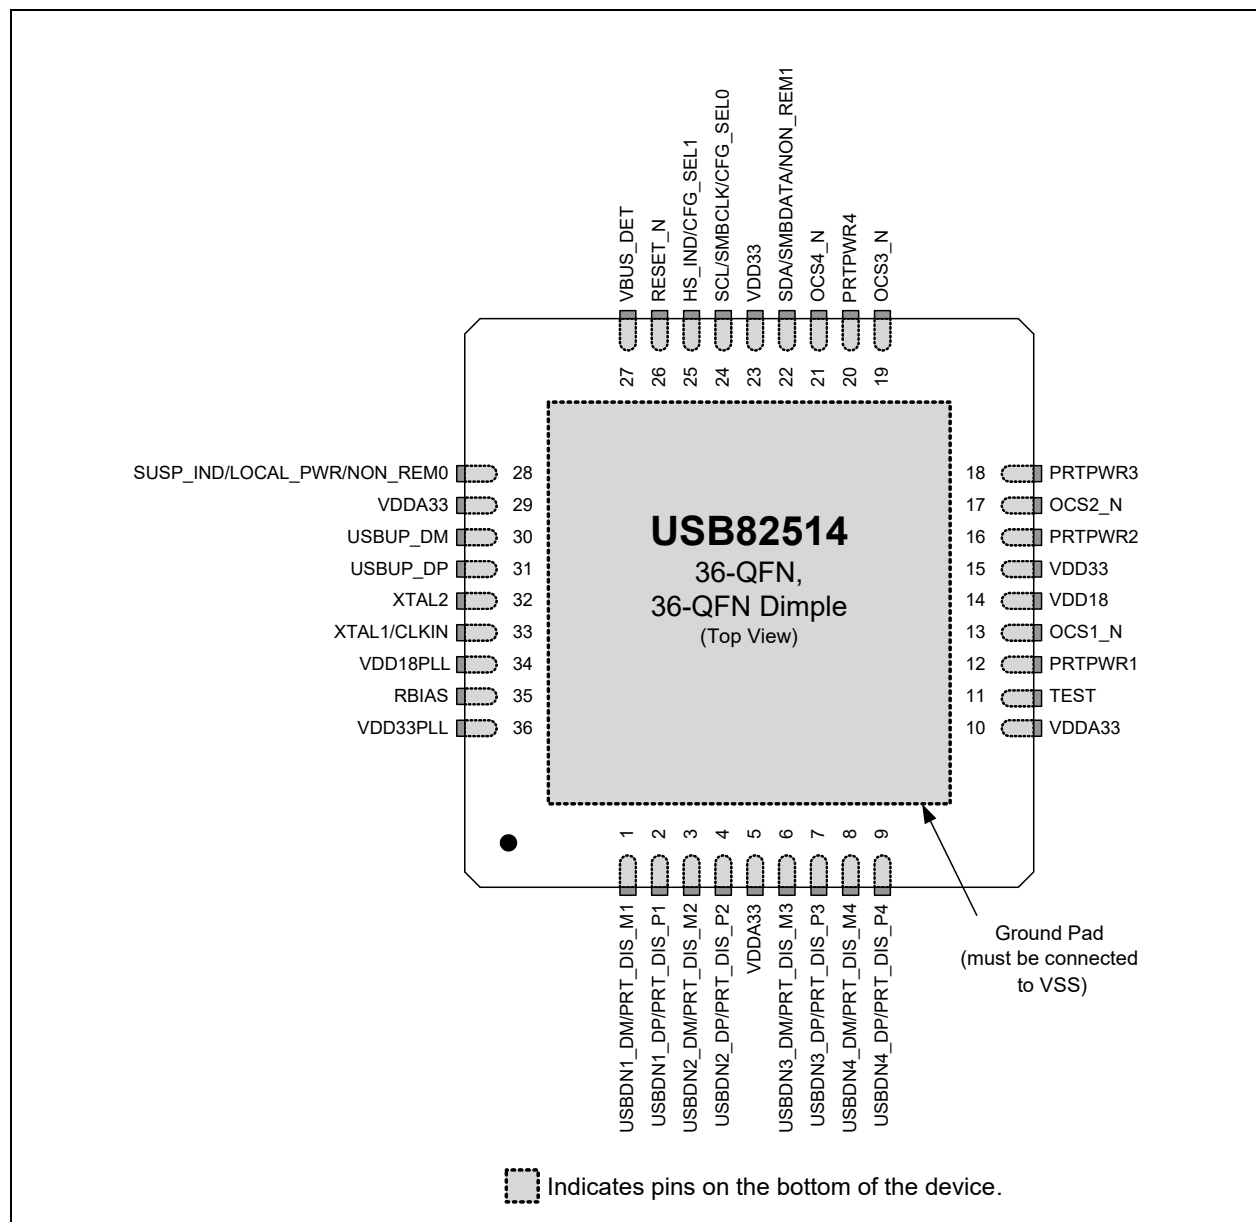 VBUS_DET
RESET_N
HS_IND/CFG_SEL1
SCL/SMBCLK/CFG_SEL0
VDD33
SDA/SMBDATA/NON_REM1
OCS4_N
PRTPWR4
OCS3_N
27
26
25
24
23
22
21
20
19
SUSP_IND/LOCAL_PWR/NON_REM0 28
VDDA33 29
USBUP_DM 30
USBUP_DP 31
XTAL2 32
XTAL1/CLKIN 33
VDD18PLL 34
RBIAS 35
VDD33PLL 36
USB82514
36-QFN,
36-QFN Dimple
(Top View)
18 PRTPWR3
17 OCS2_N
16 PRTPWR2
15 VDD33
14 VDD18
13 OCS1_N
12 PRTPWR1
11 TEST
10 VDDA33
1
2
3
4
5
6
7
8
9
USBDN1_DM/PRT_DIS_M1
USBDN1_DP/PRT_DIS_P1
USBDN2_DM/PRT_DIS_M2
USBDN2_DP/PRT_DIS_P2
VDDA33
USBDN3_DM/PRT_DIS_M3
USBDN3_DP/PRT_DIS_P3
USBDN4_DM/PRT_DIS_M4
USBDN4_DP/PRT_DIS_P4
Ground Pad
(must be connected
to VSS)
Indicates pins on the bottom of the device.